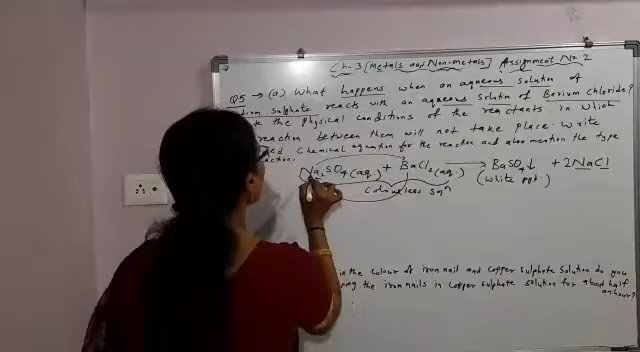 Ch-3 [Metals and Non-metals] Assignment No 2
Q5 → (a) What happens when an aqueous solution of
dium sulphate reacts with an aqueous solutn of Barium Chloride?
the physical conditions of the reactants in which
reaction between them will not take place. Write
ed chemical equation for the reaction and also mention the type
action.
Na2SO4(aq.) + BaCl2(aq) → BaSO4↓ + 2NaCl
colourless soln (White ppt.)
in the colour of iron nail and copper sulphate solution do you
the iron nails in copper sulphate solution for about half
an hour?